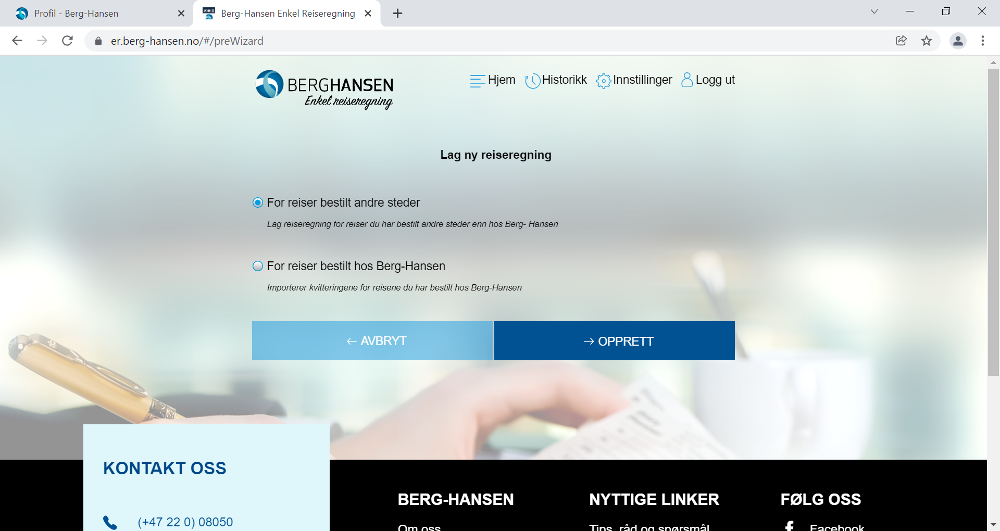 Profil - Berg-Hansen
Berg-Hansen Enkel Reiseregning
er.berg-hansen.no/#/preWizard
BERGHANSEN
Enkel reiseregning
Hjem
Historikk
Innstillinger
Logg ut
Lag ny reiseregning
For reiser bestilt andre steder
Lag reiseregning for reiser du har bestilt andre steder enn hos Berg- Hansen
For reiser bestilt hos Berg-Hansen
Importerer kvitteringene for reisene du har bestilt hos Berg-Hansen
← AVBRYT
→ OPPRETT
KONTAKT OSS
(+47 22 0) 08050
BERG-HANSEN
Om oss
NYTTIGE LINKER
Tips, råd og spørsmål
FØLG OSS
Facebook